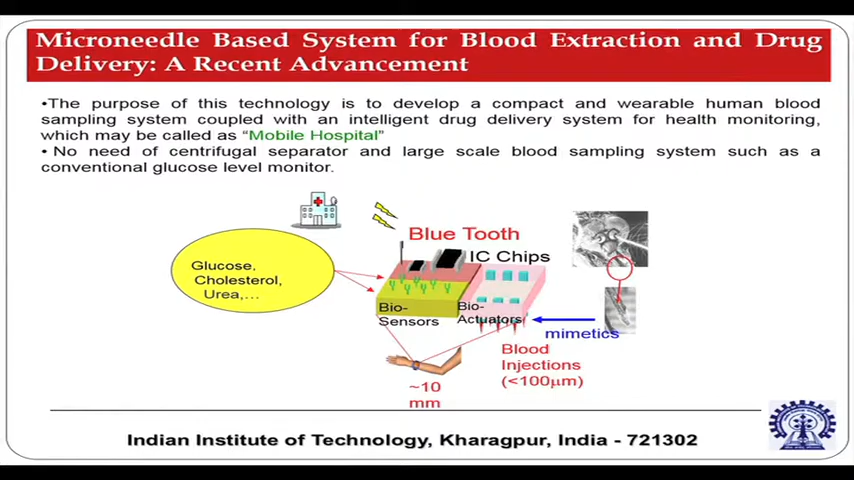 Microneedle Based System for Blood Extraction and Drug
Delivery: A Recent Advancement
•The purpose of this technology is to develop a compact and wearable human blood
sampling system coupled with an intelligent drug delivery system for health monitoring,
which may be called as “Mobile Hospital”
• No need of centrifugal separator and large scale blood sampling system such as a
conventional glucose level monitor.
Blue Tooth
IC Chips
Glucose,
Cholesterol,
Urea,...
Bio-
Sensors
Bio-
Actuators
mimetics
Blood
Injections
(<100μm)
~10
mm
Indian Institute of Technology, Kharagpur, India - 721302